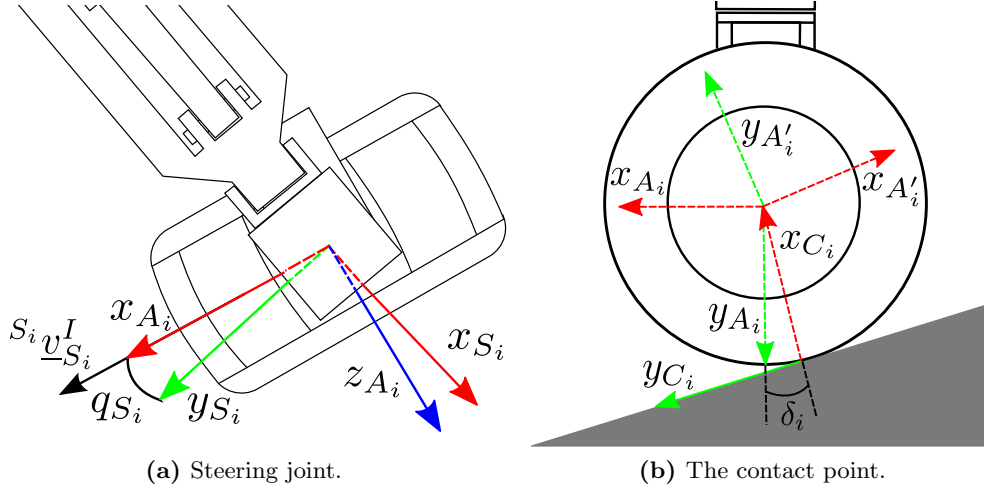 x_{A_i}
^{S_i}\underline{v}_{S_i}^{I}
q_{S_i}
y_{S_i}
z_{A_i}
x_{S_i}
(a) Steering joint.
y_{A'_i}
x_{A_i}
x_{A'_i}
x_{C_i}
y_{A_i}
y_{C_i}
δ_i
(b) The contact point.